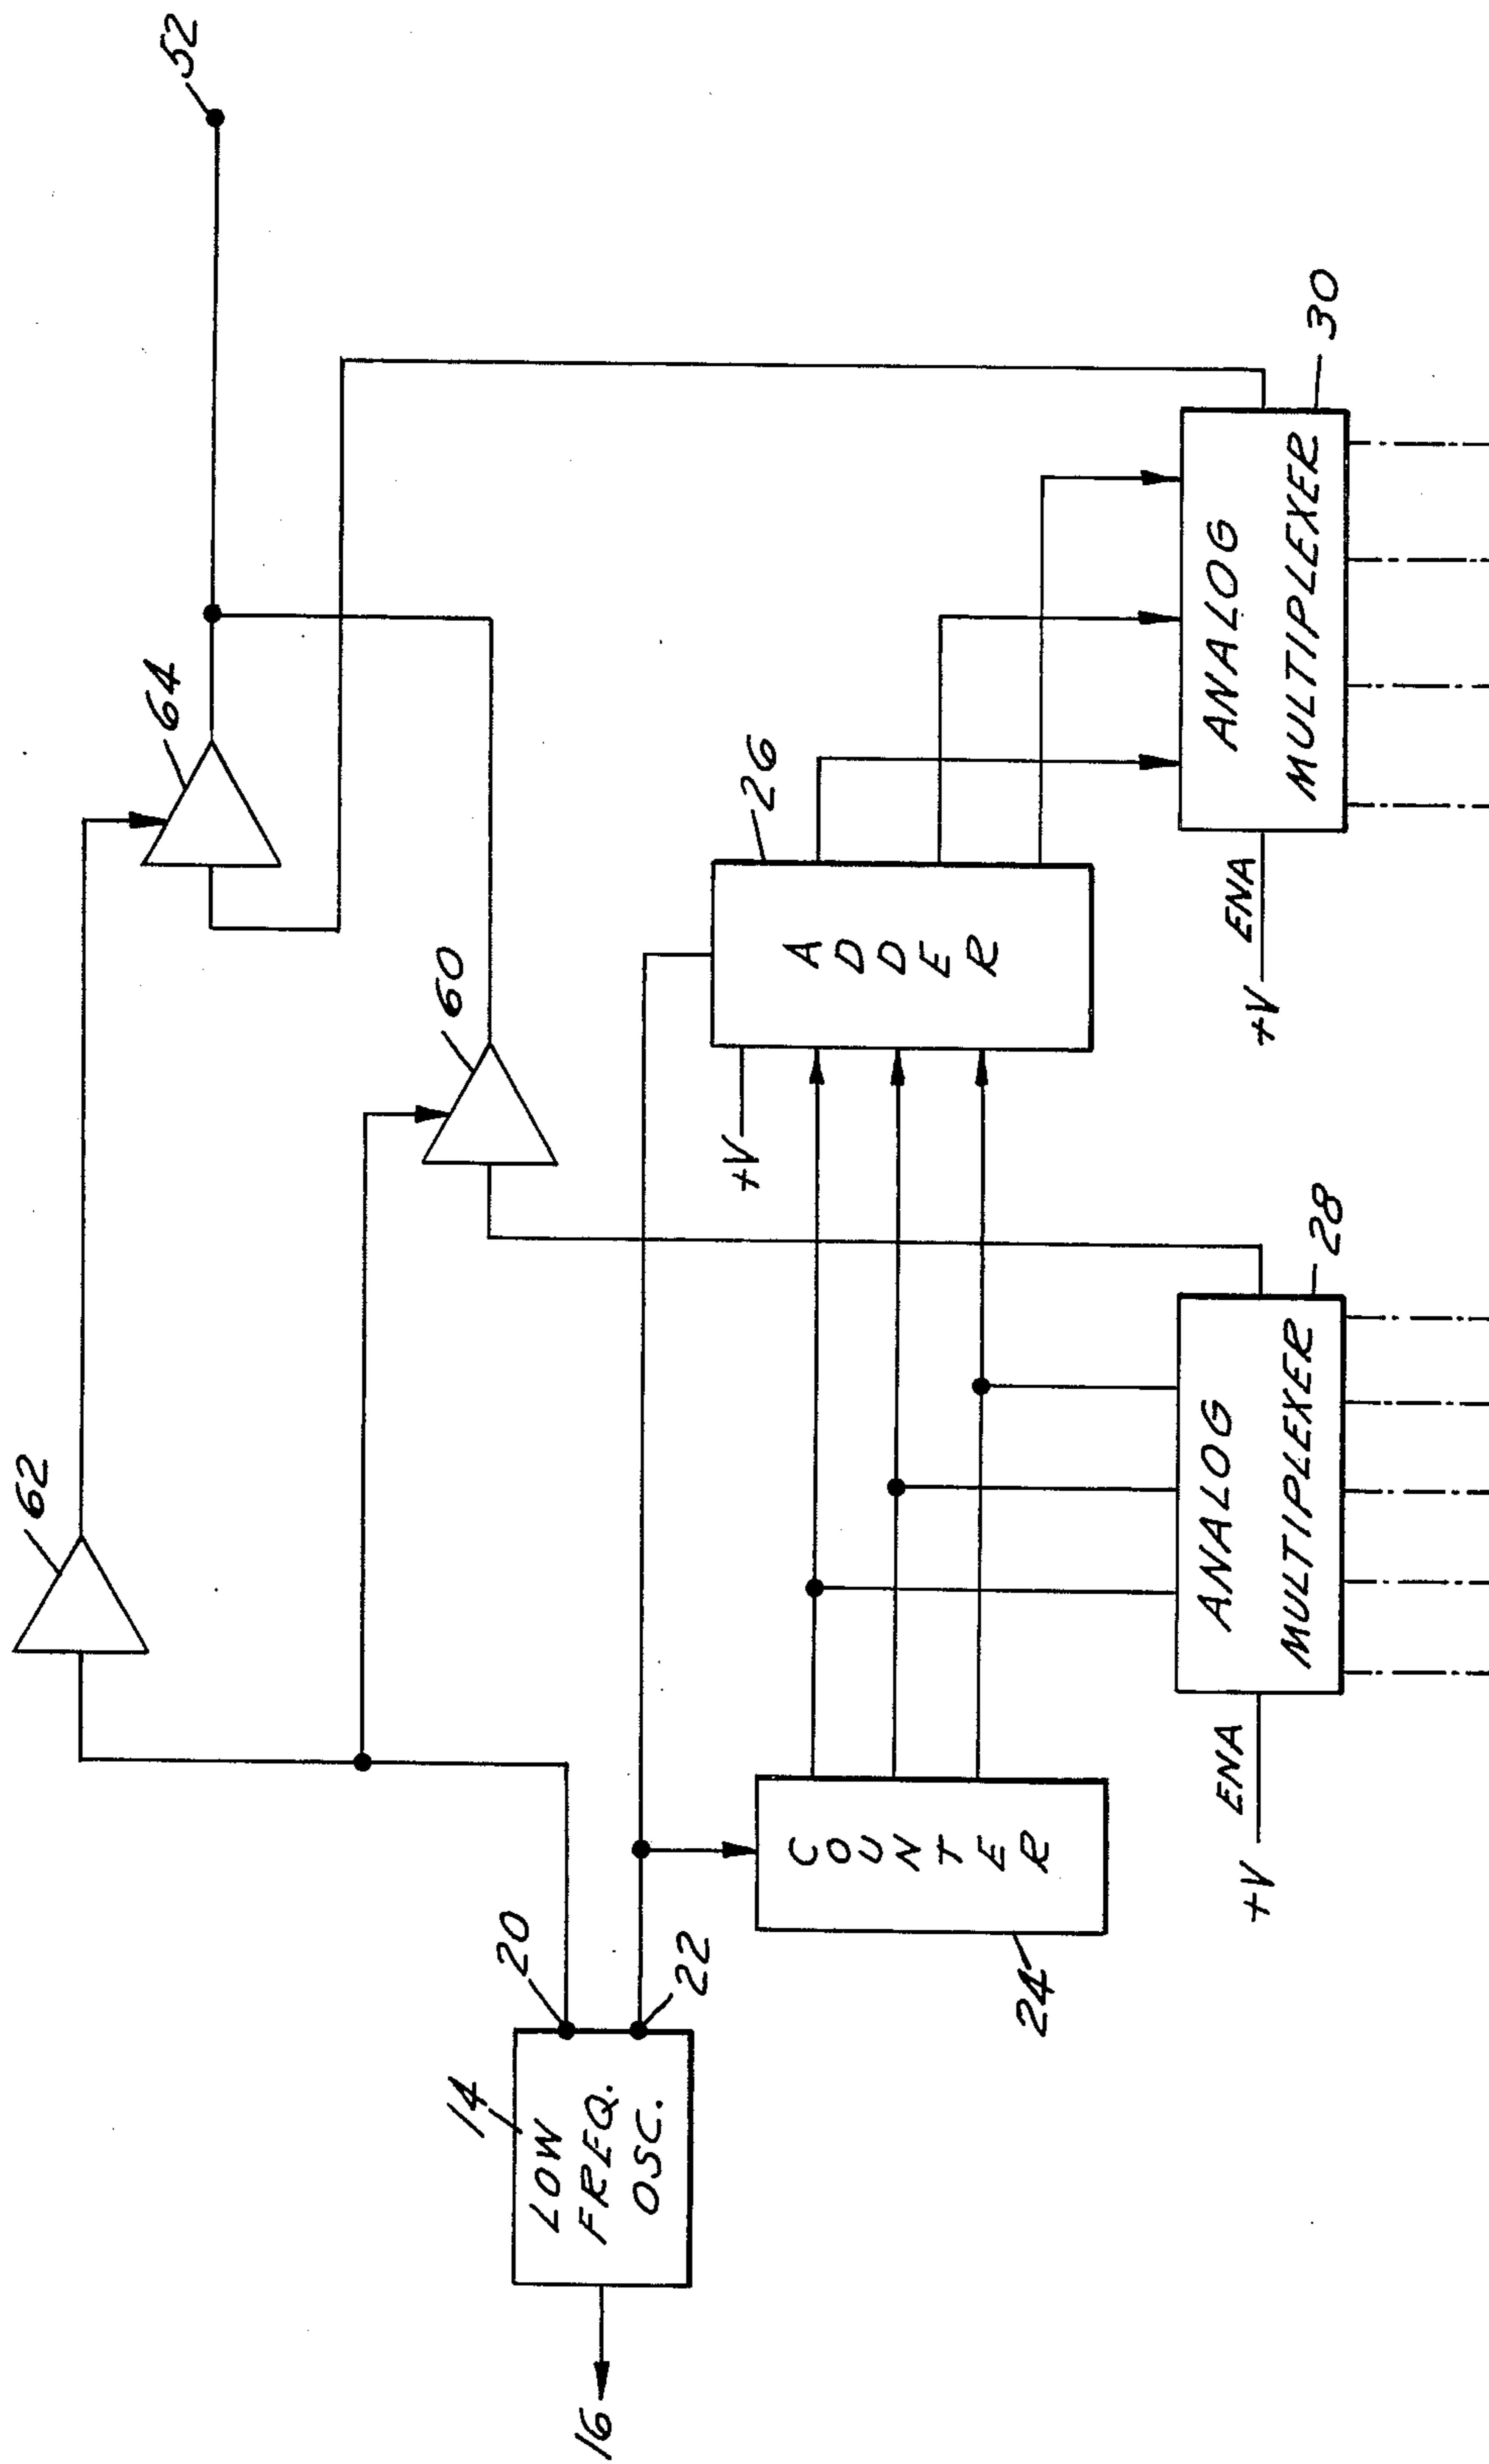 62
64
52
60
20
14
LOW
FREQ.
OSC.
16
22
+V
26
ADDER
COUNTER
24
+V ENA
ANALOG
MULTIPLEXER
28
+V ENA
ANALOG
MULTIPLEXER
30